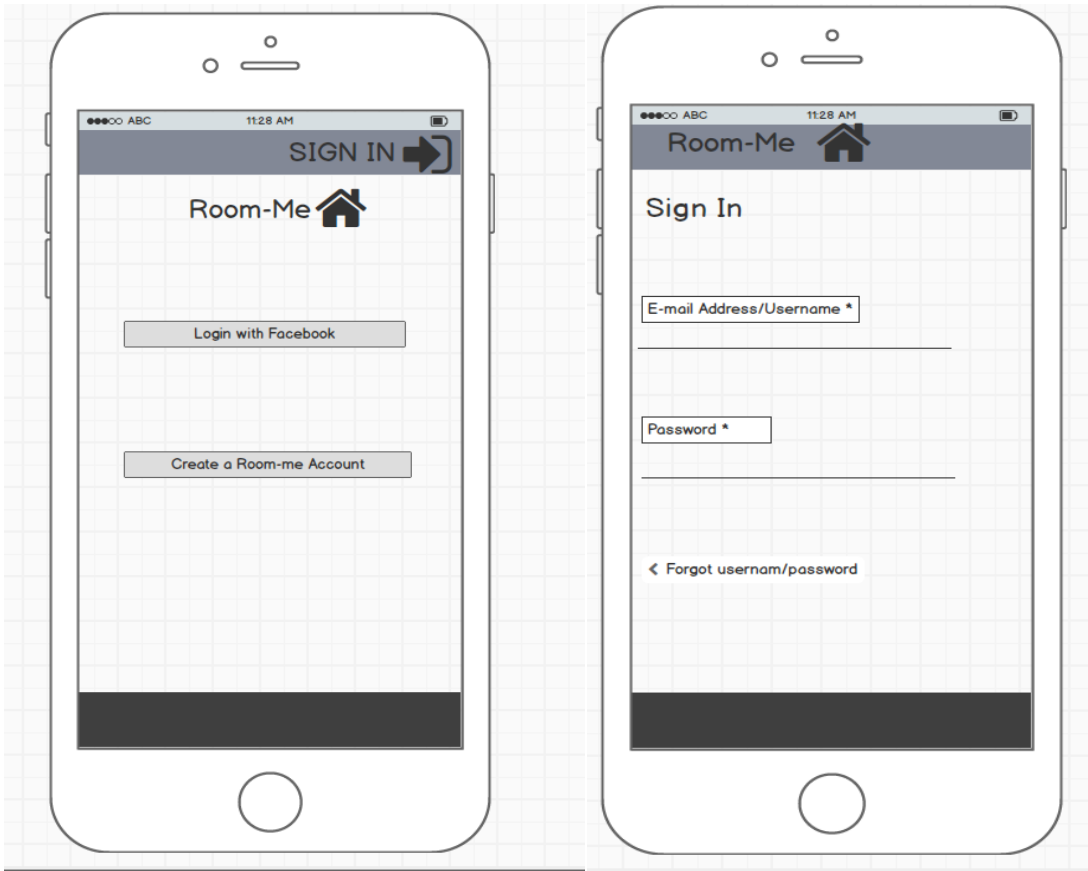 ABC 11:28 AM
SIGN IN
Room-Me
Login with Facebook
Create a Room-me Account
ABC 11:28 AM
Room-Me
Sign In
E-mail Address/Username *
Password *
Forgot usernam/password